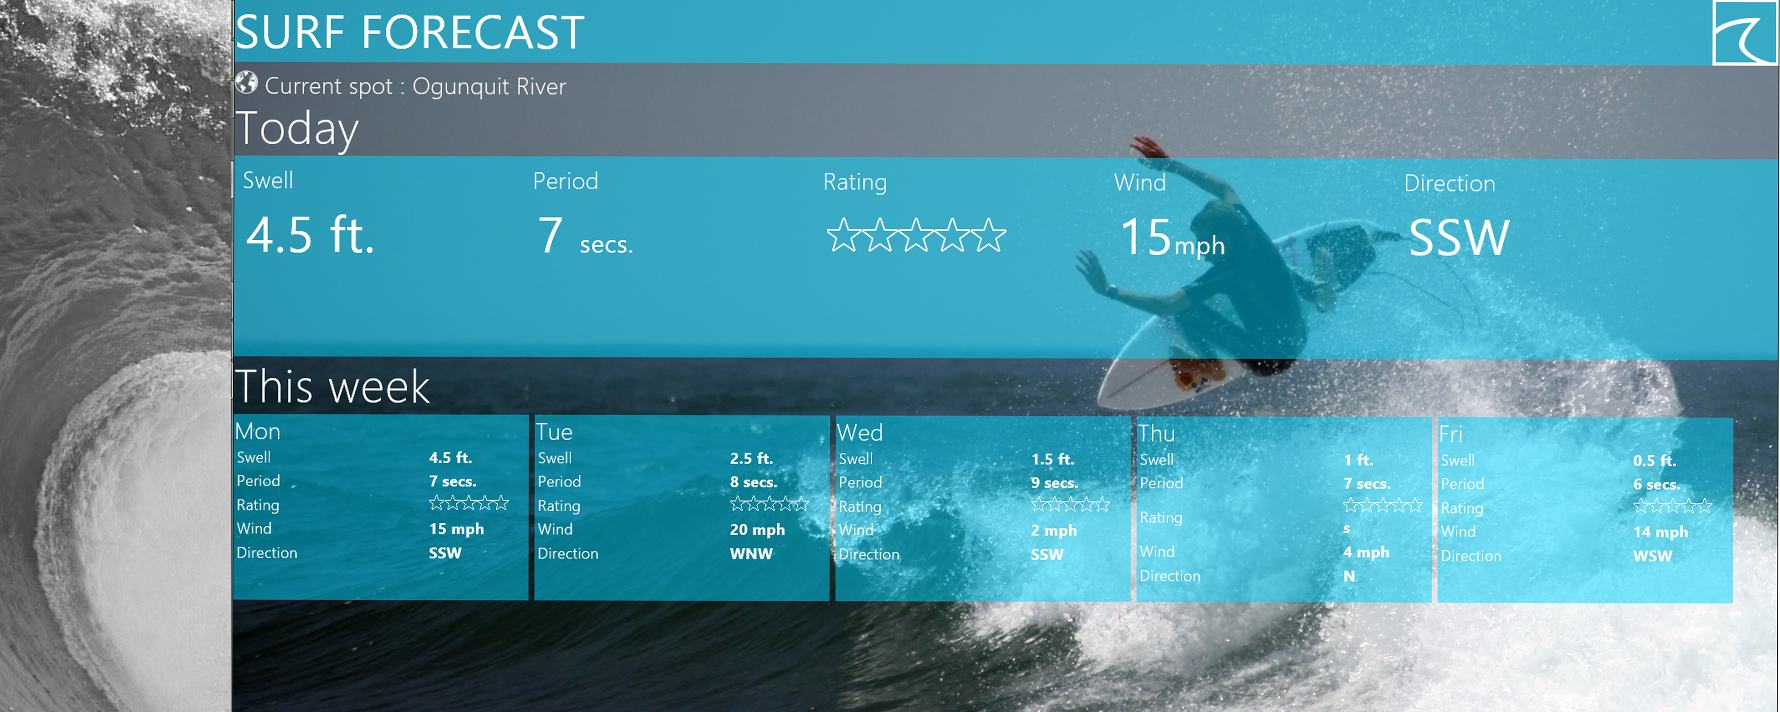 SURF FORECAST
Current spot : Ogunquit River
Today
Swell Period Rating Wind Direction
4.5 ft. 7 secs. 15mph SSW
This week
Mon
Swell 4.5 ft.
Period 7 secs.
Rating
Wind 15 mph
Direction SSW
Tue
Swell 2.5 ft.
Period 8 secs.
Rating
Wind 20 mph
Direction WNW
Wed
Swell 1.5 ft.
Period 9 secs.
Rating
Wind 2 mph
Direction SSW
Thu
Swell 1 ft.
Period 7 secs.
Rating
s
Wind 4 mph
Direction N
Fri
Swell 0.5 ft.
Period 6 secs.
Rating
Wind 14 mph
Direction WSW